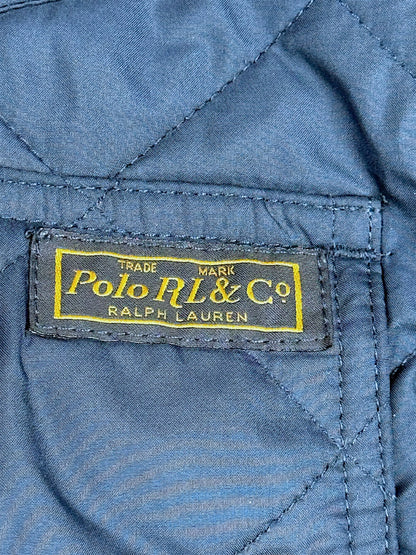 TRADE MARK
Polo RL & Co
RALPH LAUREN